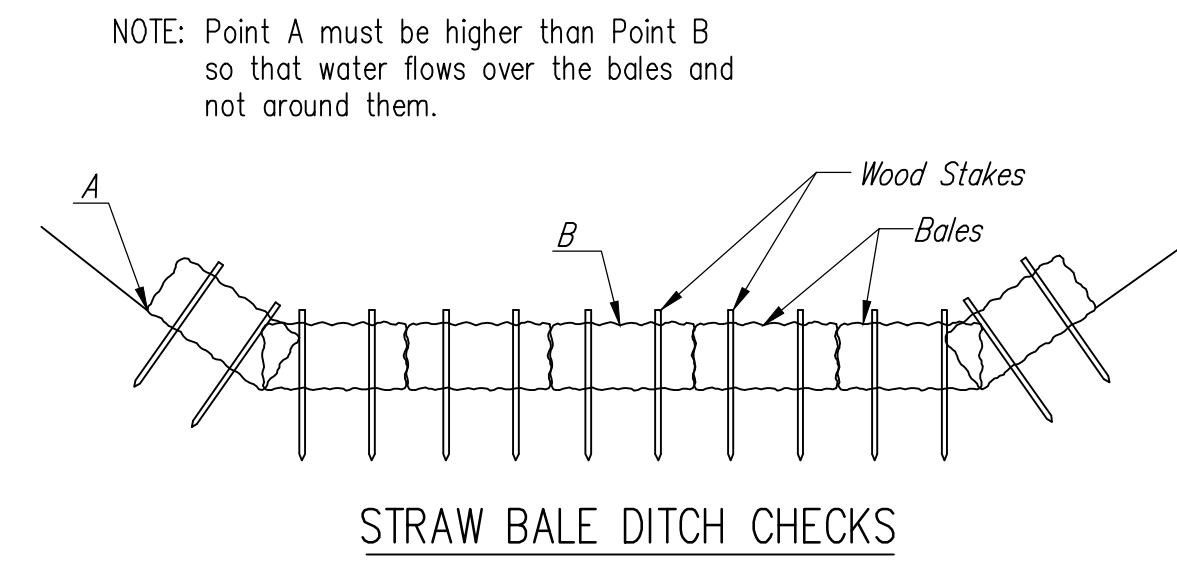 NOTE: Point A must be higher than Point B
so that water flows over the bales and
not around them.
A
Wood Stakes
B
Bales
STRAW BALE DITCH CHECKS